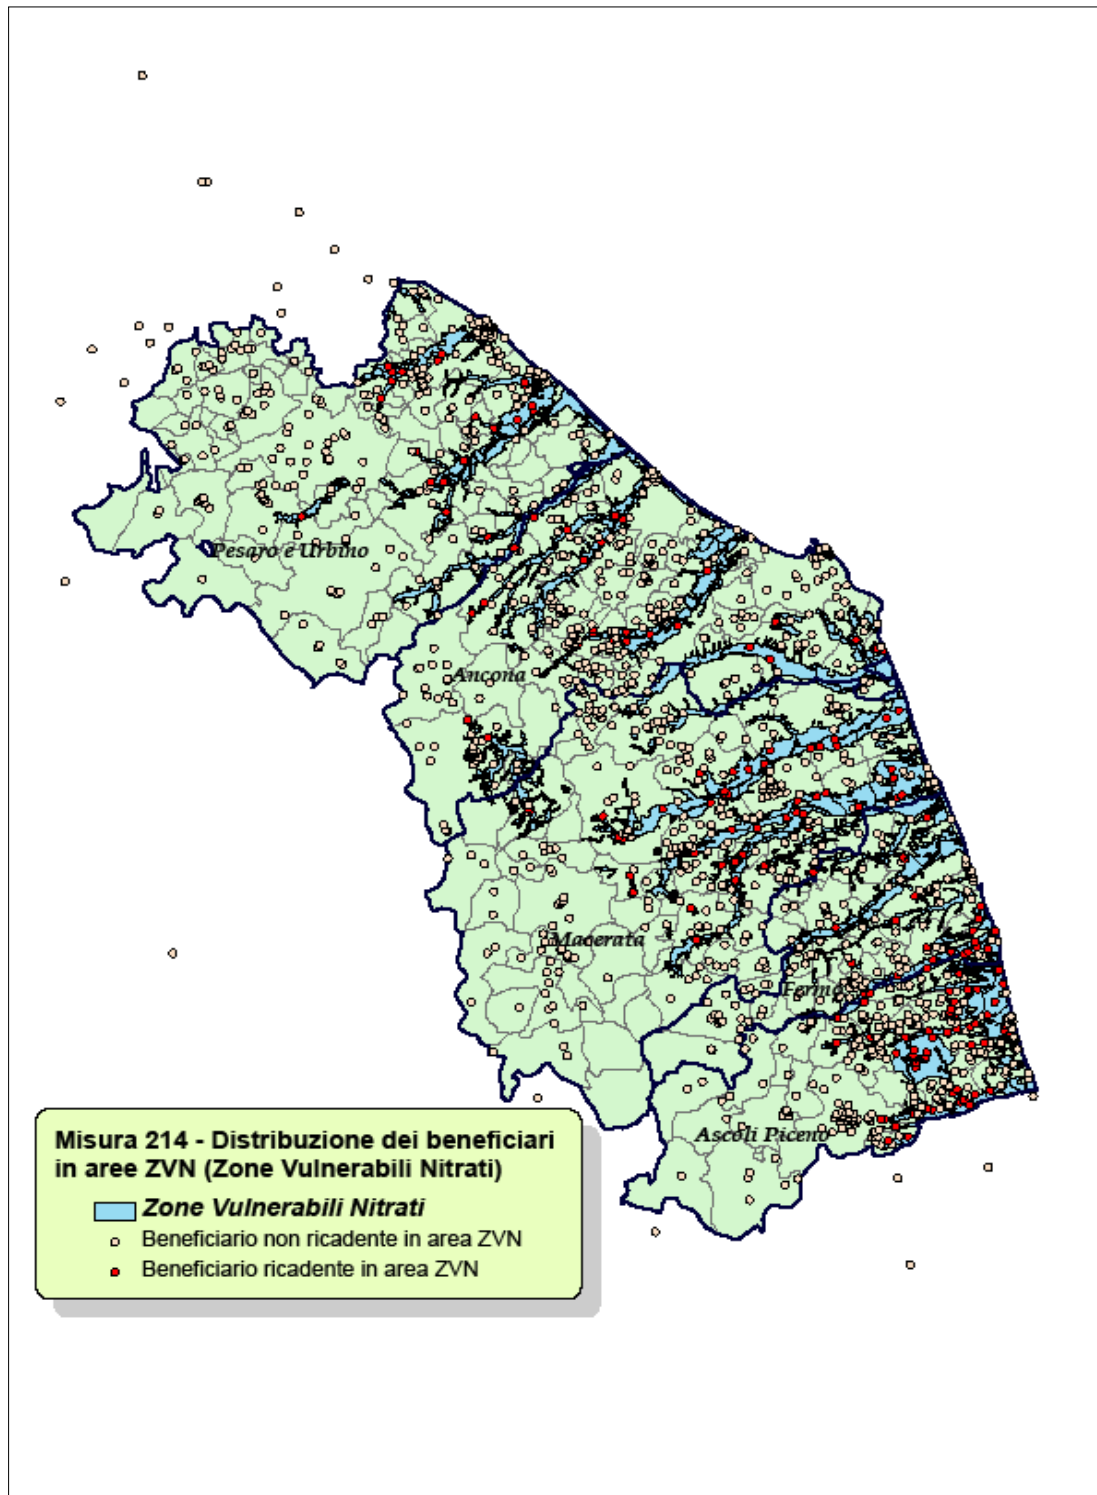 Pesaro e Urbino
Ancona
Macerata
Fermo
Ascoli Piceno
Misura 214 - Distribuzione dei beneficiari
in aree ZVN (Zone Vulnerabili Nitrati)
Zone Vulnerabili Nitrati
Beneficiario non ricadente in area ZVN
Beneficiario ricadente in area ZVN